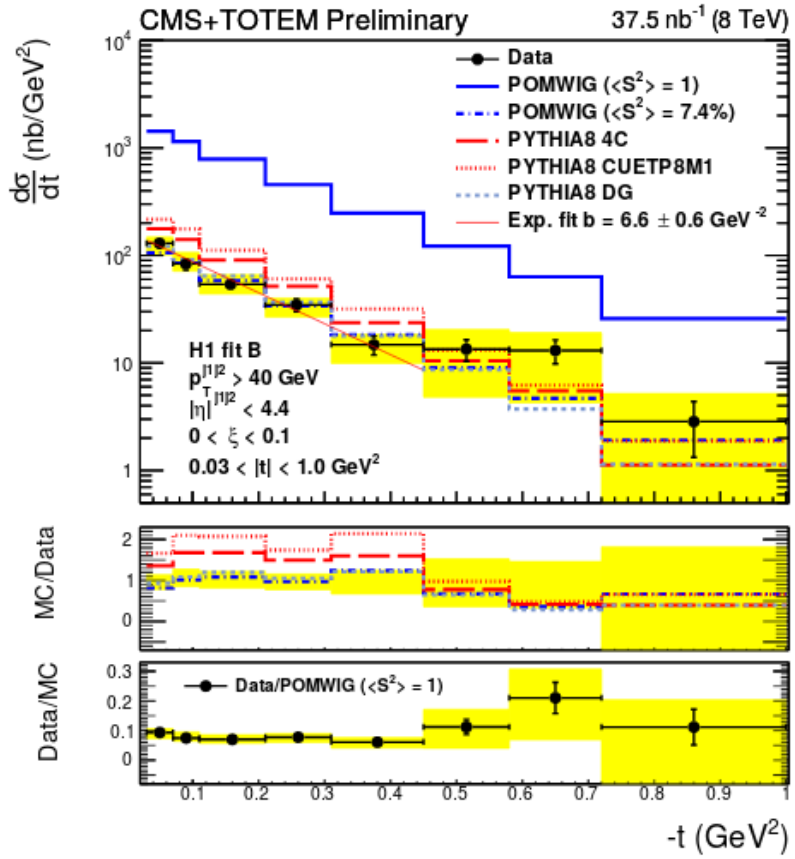 CMS+TOTEM Preliminary 37.5 nb⁻¹ (8 TeV)
dσ/dt (nb/GeV²)
10⁴
10³
10²
10
1
Data
POMWIG (<S²> = 1)
POMWIG (<S²> = 7.4%)
PYTHIA8 4C
PYTHIA8 CUETP8M1
PYTHIA8 DG
Exp. fit b = 6.6 ± 0.6 GeV⁻²
H1 fit B
p_T^j1,j2 > 40 GeV
|η|^j1,j2 < 4.4
0 < ξ < 0.1
0.03 < |t| < 1.0 GeV²
MC/Data
2
1
0
Data/MC
0.3
0.2
0.1
0
Data/POMWIG (<S²> = 1)
0.1 0.2 0.3 0.4 0.5 0.6 0.7 0.8 0.9 1
-t (GeV²)